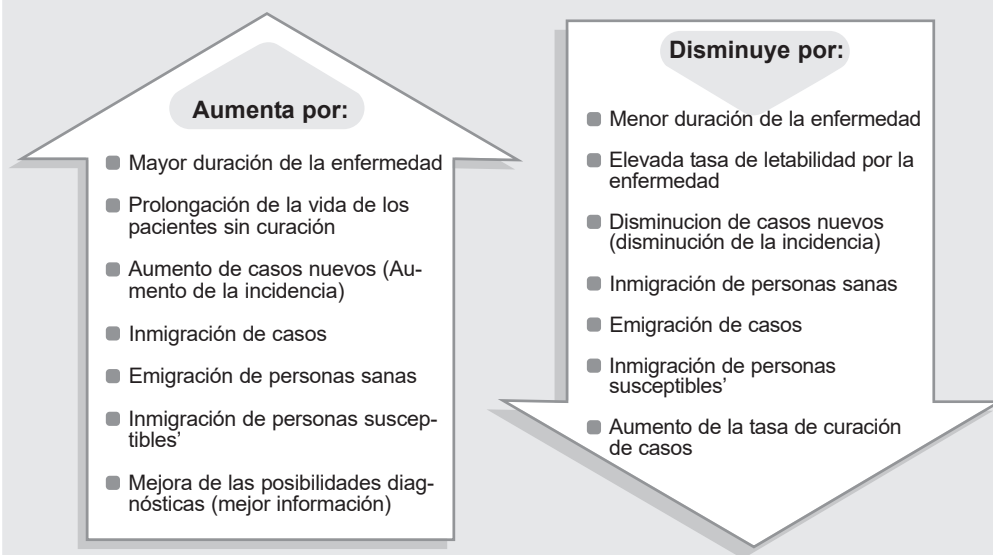 Aumenta por:
Mayor duración de la enfermedad
Prolongación de la vida de los
pacientes sin curación
Aumento de casos nuevos (Au-
mento de la incidencia)
Inmigración de casos
Emigración de personas sanas
Inmigración de personas suscep-
tibles’
Mejora de las posibilidades diag-
nósticas (mejor información)
Disminuye por:
Menor duración de la enfermedad
Elevada tasa de letabilidad por la
enfermedad
Disminucion de casos nuevos
(disminución de la incidencia)
Inmigración de personas sanas
Emigración de casos
Inmigración de personas
susceptibles’
Aumento de la tasa de curación
de casos